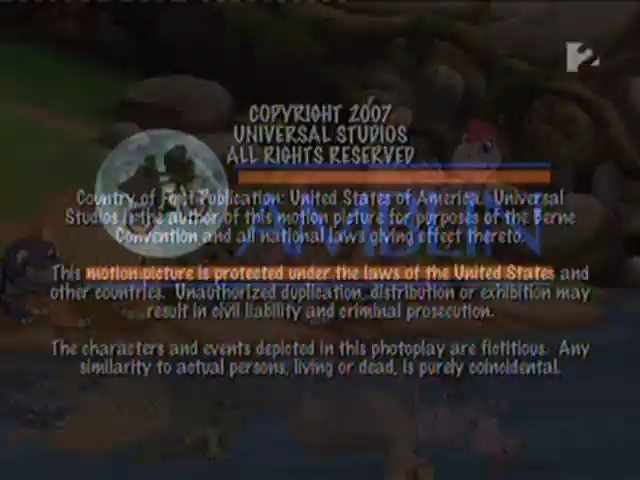 2
COPYRIGHT 2007
UNIVERSAL STUDIOS
ALL RIGHTS RESERVED
Country of First Publication: United States of America. Universal
Studios is the author of this motion picture for purposes of the Berne
Convention and all national laws giving effect thereto.
AMBLIN
This motion picture is protected under the laws of the United States and
other countries. Unauthorized duplication, distribution or exhibition may
result in civil liability and criminal prosecution.
The characters and events depicted in this photoplay are fictitious. Any
similarity to actual persons, living or dead, is purely coincidental.